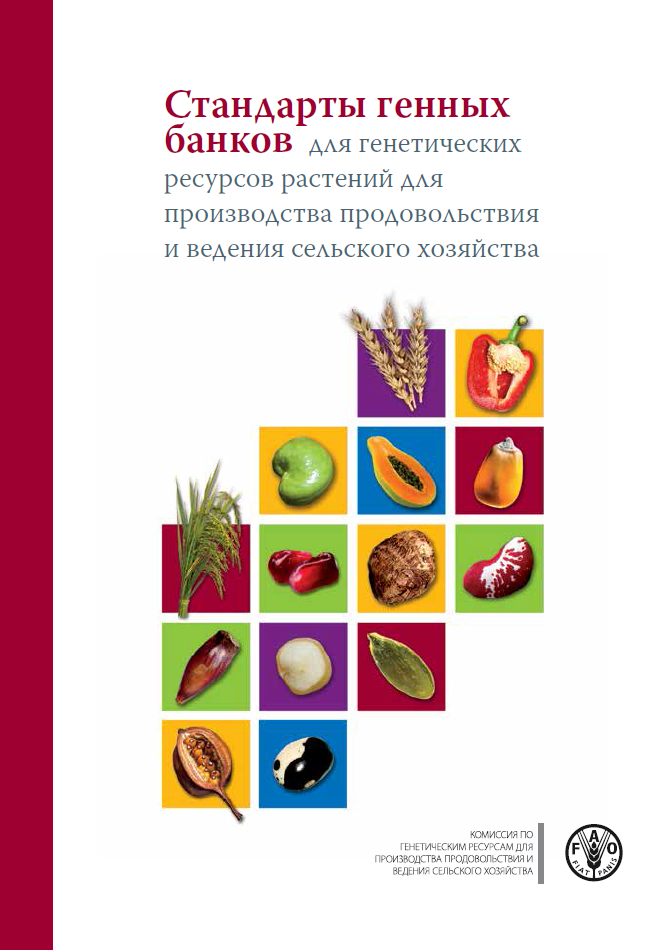 Стандарты генных
банков для генетических
ресурсов растений для
производства продовольствия
и ведения сельского хозяйства
КОМИССИЯ ПО
ГЕНЕТИЧЕСКИМ РЕСУРСАМ ДЛЯ
ПРОИЗВОДСТВА ПРОДОВОЛЬСТВИЯ И
ВЕДЕНИЯ СЕЛЬСКОГО ХОЗЯЙСТВА
F A O
FIAT PANIS